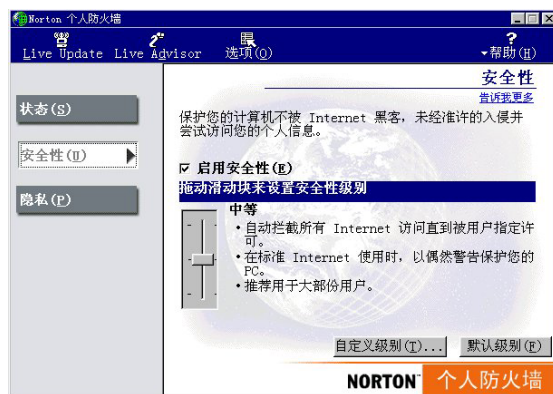 Norton 个人防火墙
Live Update Live Advisor 选项(O) 帮助(H)
安全性
告诉我更多
状态(S)
保护您的计算机不被 Internet 黑客，未经准许的入侵并
尝试访问您的个人信息。
安全性(U)
启用安全性(E)
拖动滑动块来设置安全性级别
隐私(P)
中等
•自动拦截所有 Internet 访问直到被用户指定许
可。
•在标准 Internet 使用时，以偶然警告保护您的
PC。
•推荐用于大部份用户。
自定义级别(T)... 默认级别(F)
NORTON 个人防火墙